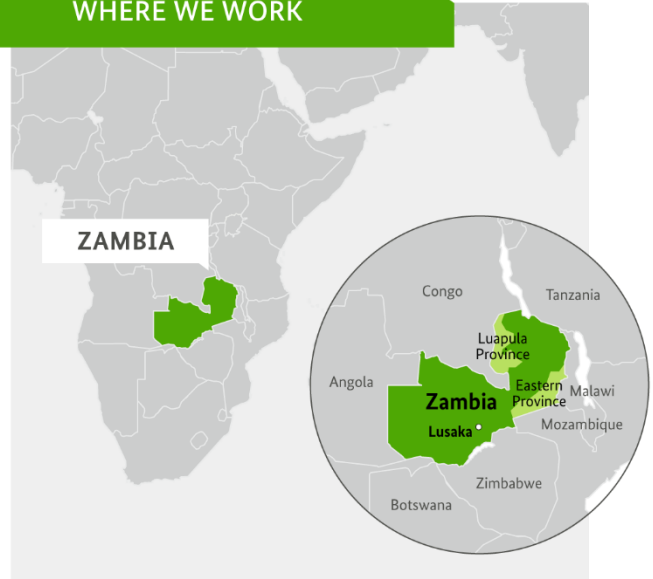 WHERE WE WORK
ZAMBIA
Congo
Tanzania
Luapula
Province
Angola
Eastern
Province
Malawi
Zambia
Lusaka
Mozambique
Zimbabwe
Botswana